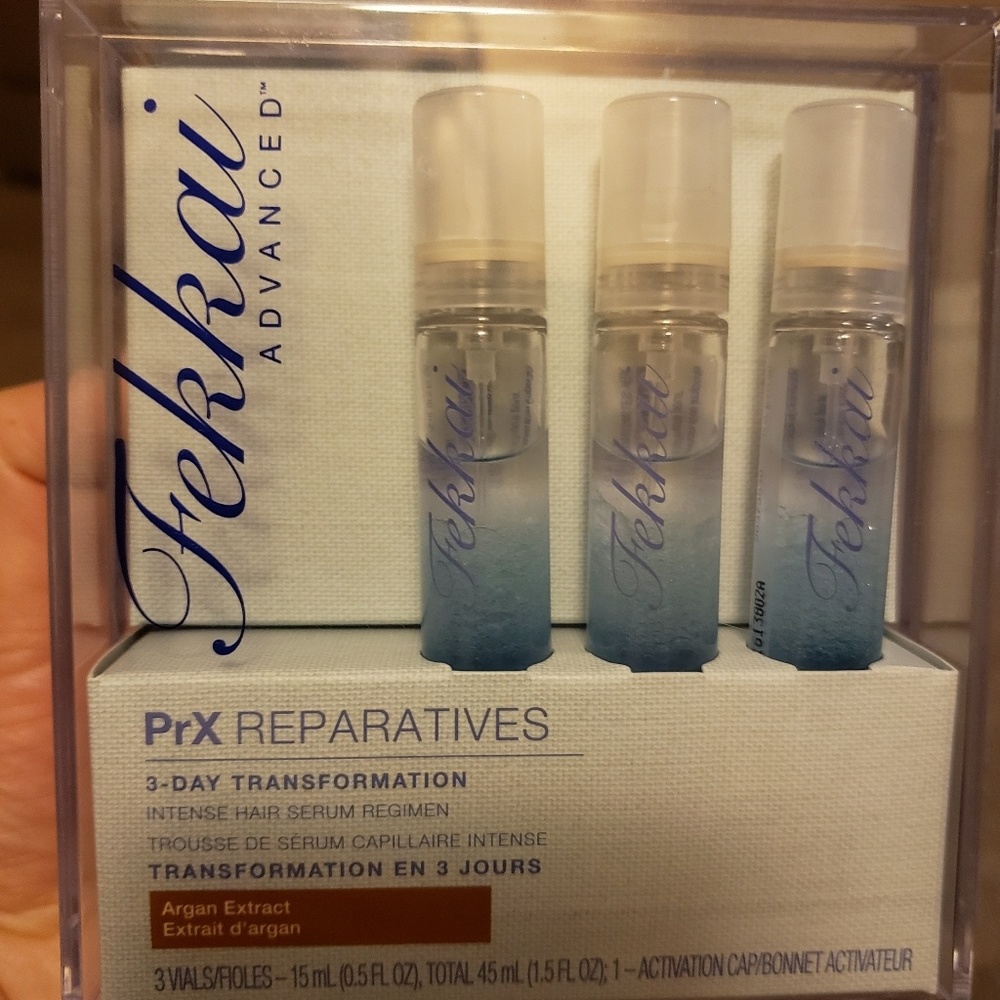 Fekkai
ADVANCED™
Fekkai
Fekkai
Fekkai
PrX REPARATIVES
3-DAY TRANSFORMATION
INTENSE HAIR SERUM REGIMEN
TROUSSE DE SÉRUM CAPILLAIRE INTENSE
TRANSFORMATION EN 3 JOURS
Argan Extract
Extrait d'argan
3 VIALS/FIOLES – 15 mL (0.5 FL OZ), TOTAL 45 mL (1.5 FL OZ); 1 – ACTIVATION CAP/BONNET ACTIVATEUR